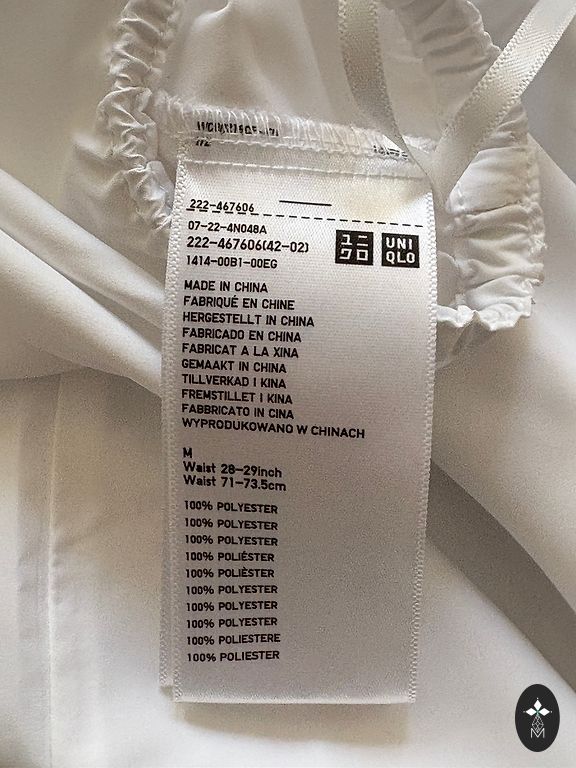 222-467606
07-22-4N048A
222-467606(42-02)
1414-00B1-00EG
ユニ
クロ
UNI
QLO
MADE IN CHINA
FABRIQUÉ EN CHINE
HERGESTELLT IN CHINA
FABRICADO EN CHINA
FABRICAT A LA XINA
GEMAAKT IN CHINA
TILLVERKAD I KINA
FREMSTILLET I KINA
FABBRICATO IN CINA
WYPRODUKOWANO W CHINACH
M
Waist 28-29inch
Waist 71-73.5cm
100% POLYESTER
100% POLYESTER
100% POLYESTER
100% POLIÉSTER
100% POLIÈSTER
100% POLYESTER
100% POLYESTER
100% POLYESTER
100% POLIESTERE
100% POLIESTER
M